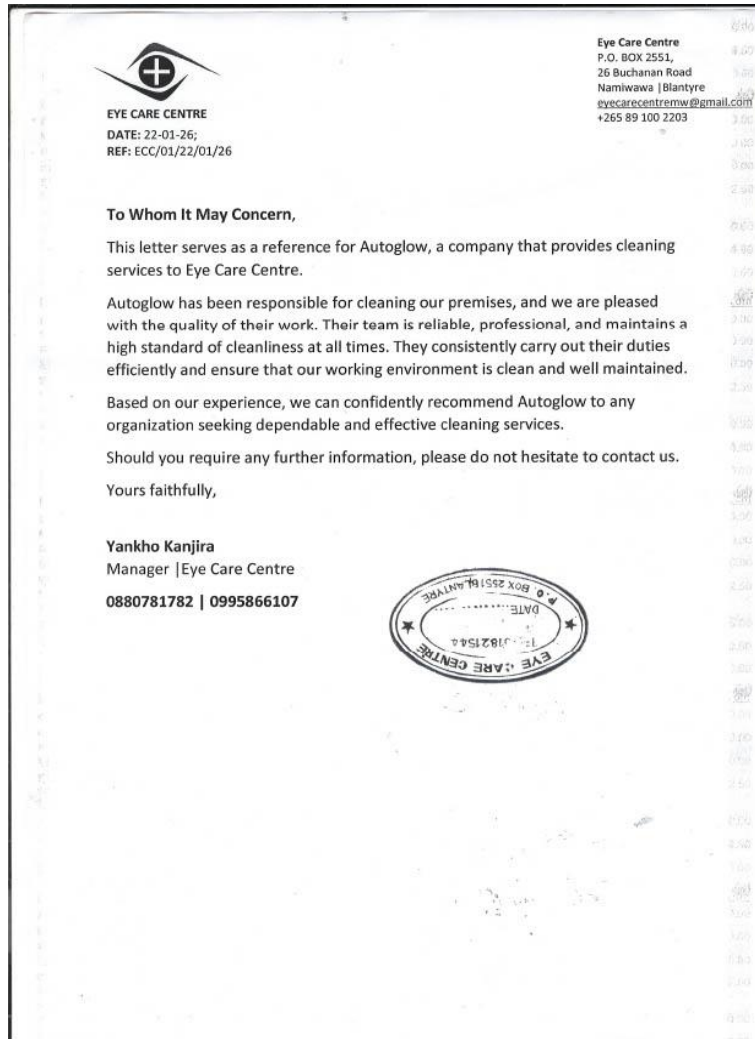 Eye Care Centre
P.O. BOX 2551,
26 Buchanan Road
Namiwawa |Blantyre
eyecarecentremw@gmail.com
+265 89 100 2203
EYE CARE CENTRE
DATE: 22-01-26;
REF: ECC/01/22/01/26
To Whom It May Concern,
This letter serves as a reference for Autoglow, a company that provides cleaning
services to Eye Care Centre.
Autoglow has been responsible for cleaning our premises, and we are pleased
with the quality of their work. Their team is reliable, professional, and maintains a
high standard of cleanliness at all times. They consistently carry out their duties
efficiently and ensure that our working environment is clean and well maintained.
Based on our experience, we can confidently recommend Autoglow to any
organization seeking dependable and effective cleaning services.
Should you require any further information, please do not hesitate to contact us.
Yours faithfully,
Yankho Kanjira
Manager |Eye Care Centre
0880781782 | 0995866107
EYE CARE CENTRE
DATE
P.O. BOX 2551 BLANTYRE